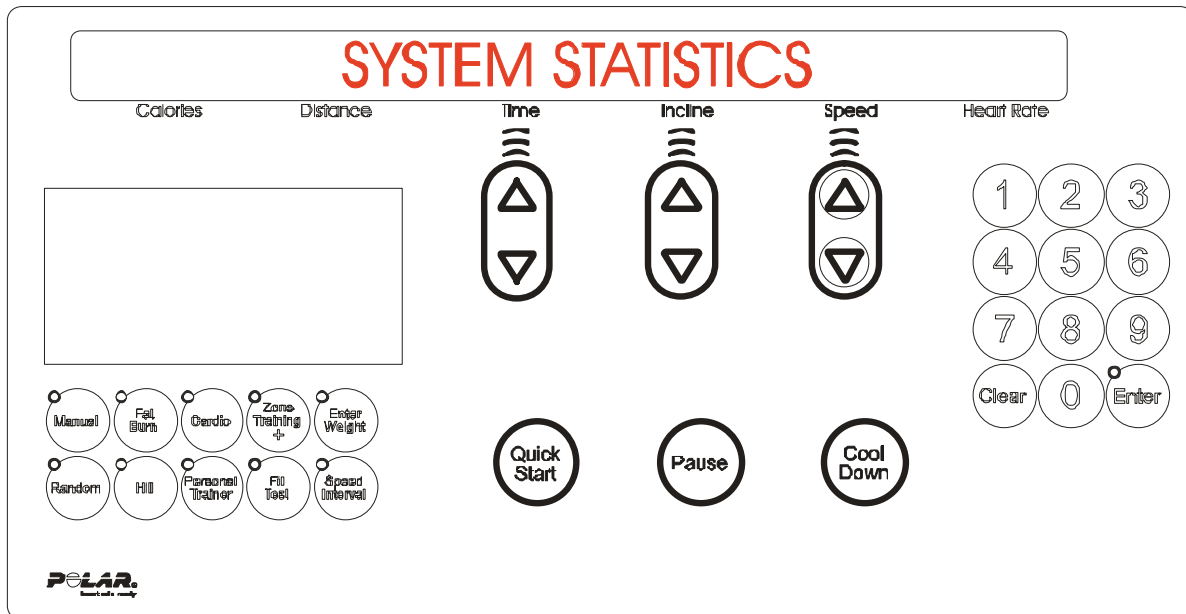 SYSTEM STATISTICS
Calories Distance Time Incline Speed Heart Rate
1 2 3
4 5 6
7 8 9
Clear 0 Enter
Manual
Fat
Burn
Cardio
Zone
Training
+
Enter
Weight
Random
Hill
Personal
Trainer
Fit
Test
Speed
Interval
Quick
Start
Pause
Cool
Down
POLAR®